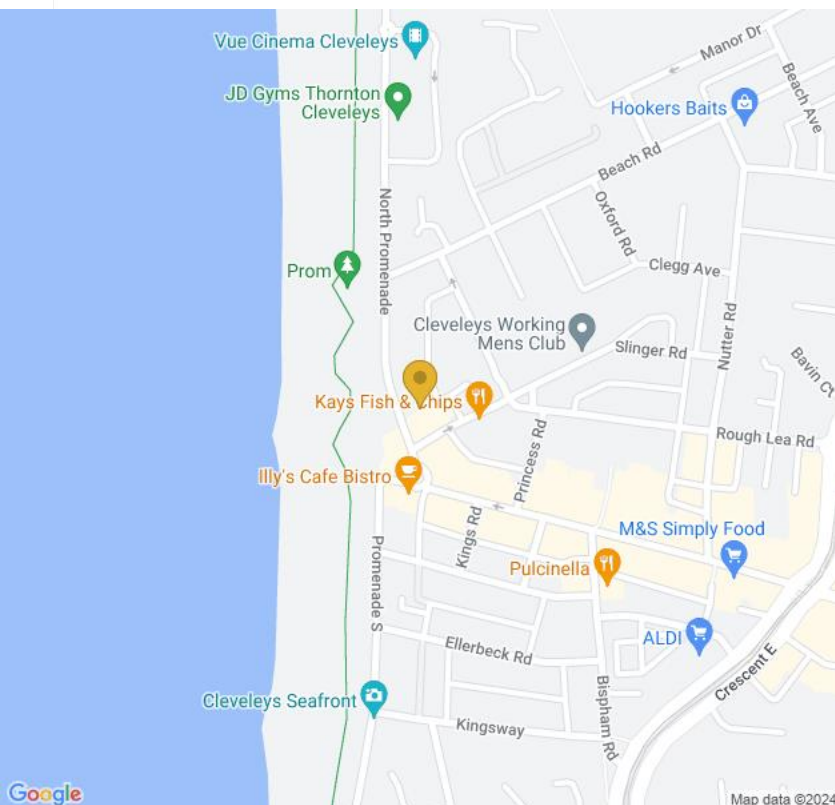 Vue Cinema Cleveleys
Manor Dr
JD Gyms Thornton
Cleveleys
Hookers Baits
Beach Ave
Beach Rd
North Promenade
Oxford Rd
Prom
Clegg Ave
Cleveleys Working
Mens Club
Slinger Rd
Nutter Rd
Bavin Ct
Kays Fish & Chips
Princess Rd
Rough Lea Rd
Illy's Cafe Bistro
Kings Rd
M&S Simply Food
Promenade S
Pulcinella
ALDI
Ellerbeck Rd
Crescent E
Bispham Rd
Cleveleys Seafront
Kingsway
Google
Map data ©2024